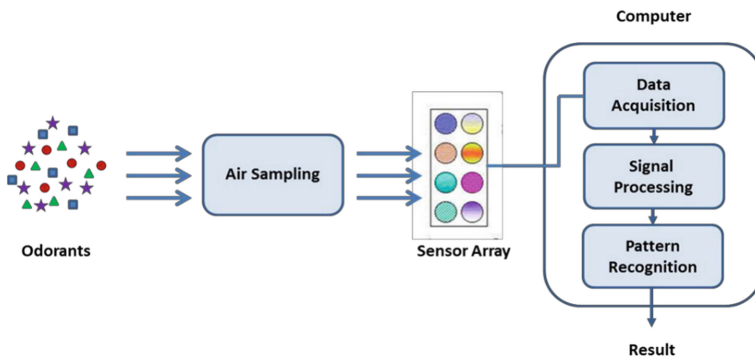 Computer
Data
Acquisition
Air Sampling
Signal
Processing
Odorants
Sensor Array
Pattern
Recognition
Result